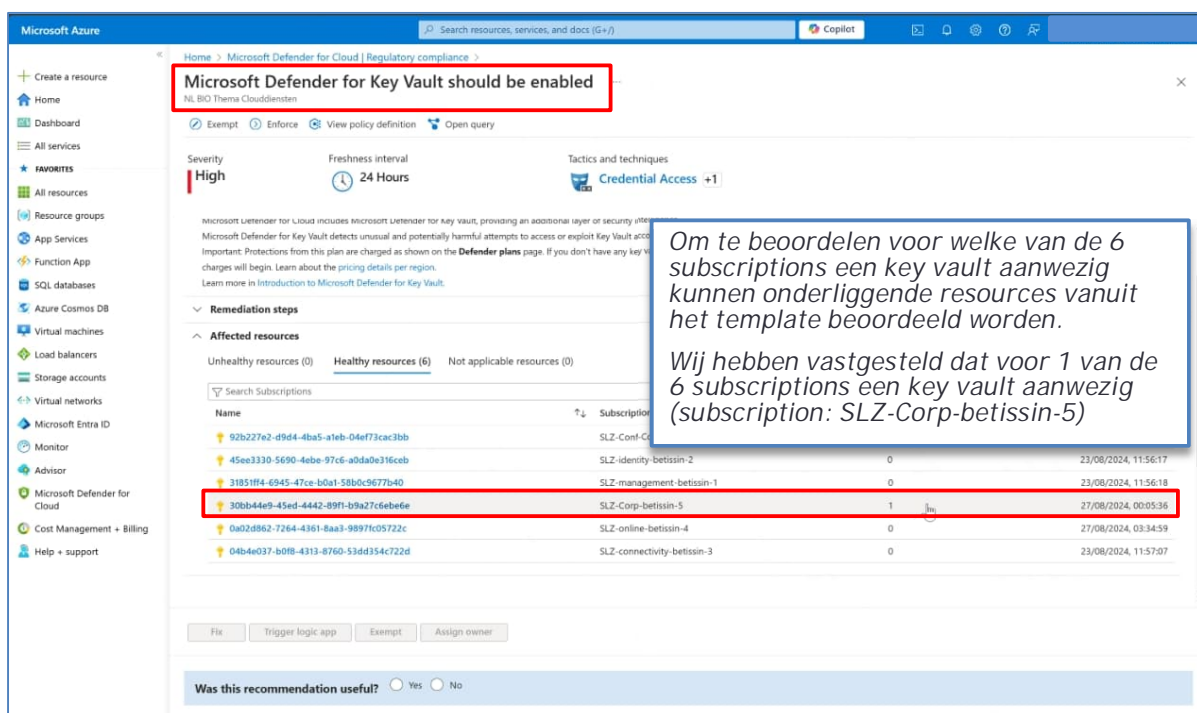 Microsoft Azure
Search resources, services, and docs (G+/)
Copilot
Create a resource
Home
Dashboard
All services
FAVORITES
All resources
Resource groups
App Services
Function App
SQL databases
Azure Cosmos DB
Virtual machines
Load balancers
Storage accounts
Virtual networks
Microsoft Entra ID
Monitor
Advisor
Microsoft Defender for
Cloud
Cost Management + Billing
Help + support
Home > Microsoft Defender for Cloud | Regulatory compliance >
Microsoft Defender for Key Vault should be enabled ...
NL BIO Thema Clouddiensten
Exempt Enforce View policy definition Open query
Severity Freshness interval Tactics and techniques
High 24 Hours Credential Access +1
Microsoft Defender for Cloud includes Microsoft Defender for Key Vault, providing an additional layer of security
Microsoft Defender for Key Vault detects unusual and potentially harmful attempts to access or exploit Key Vault
Important: Protections from this plan are charged as shown on the Defender plans page. If you don't have any key
charges will begin. Learn about the pricing details per region.
Learn more in Introduction to Microsoft Defender for Key Vault.
Om te beoordelen voor welke van de 6
subscriptions een key vault aanwezig
kunnen onderliggende resources vanuit
het template beoordeeld worden.
Wij hebben vastgesteld dat voor 1 van de
6 subscriptions een key vault aanwezig
(subscription: SLZ-Corp-betissin-5)
Remediation steps
Affected resources
Unhealthy resources (0) Healthy resources (6) Not applicable resources (0)
Search Subscriptions
Name Subscription
92b227e2-d9d4-4ba5-a1eb-04ef73cac3bb
45ee3330-5690-4ebe-97c6-a0da0e316ceb SLZ-identity-betissin-2 0 23/08/2024, 11:56:17
31851ff4-6945-47ce-b0a1-58b0c9677b40 SLZ-management-betissin-1 0 23/08/2024, 11:56:18
30bb44e9-45ed-4442-89f1-b9a27c6ebe6e SLZ-Corp-betissin-5 1 27/08/2024, 00:05:36
0a02d862-7264-4361-8aa3-9897fc05722c SLZ-online-betissin-4 0 27/08/2024, 03:34:59
04b4e037-b0f8-4313-8760-53dd354c722d SLZ-connectivity-betissin-3 0 23/08/2024, 11:57:07
Fix Trigger logic app Exempt Assign owner
Was this recommendation useful? Yes No